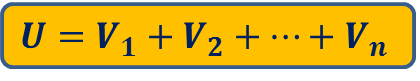 U = V₁ + V₂ + ⋯ + Vₙ